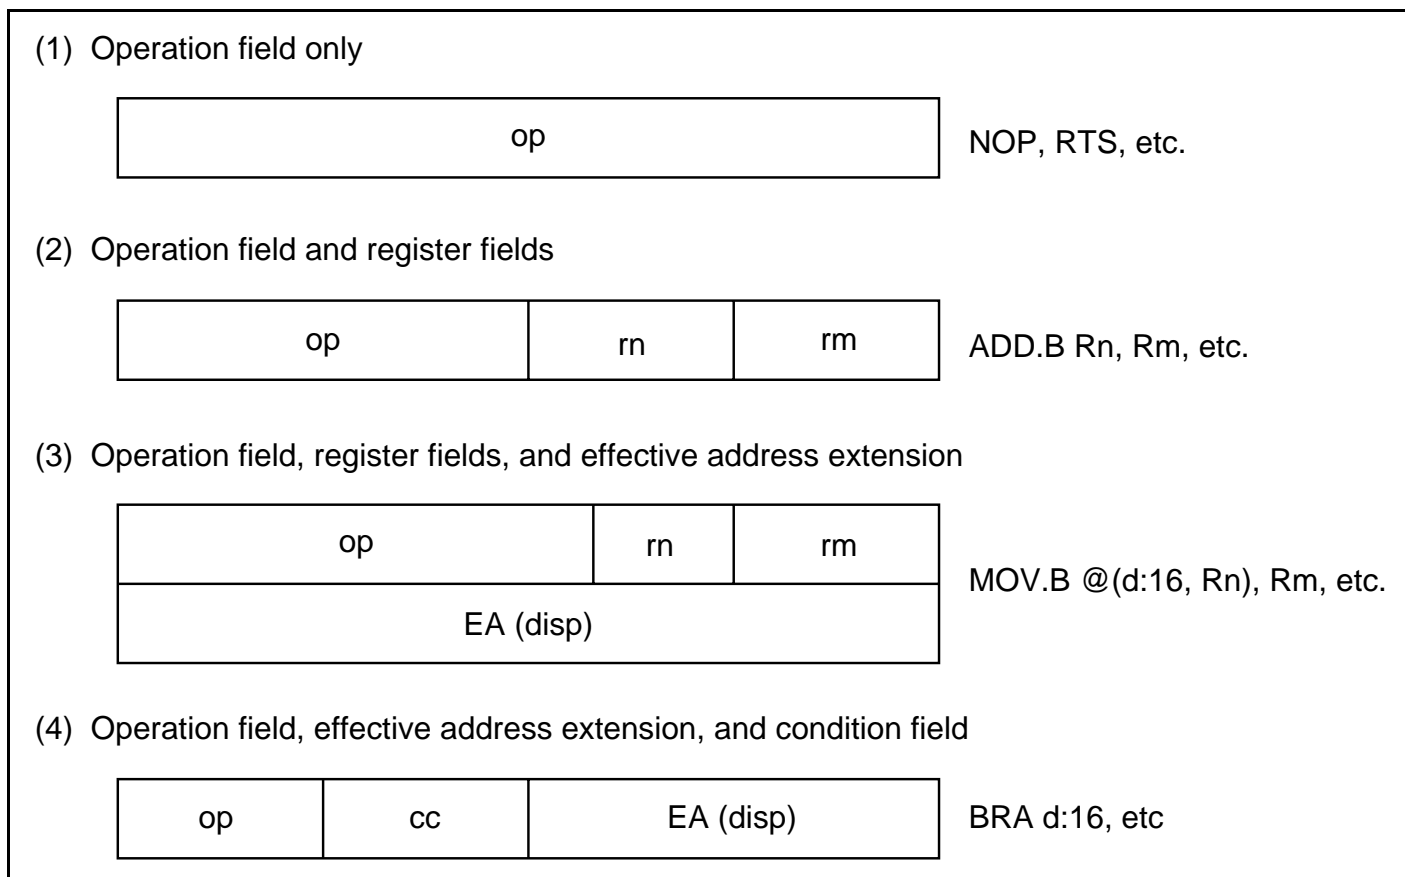 (1) Operation field only
op
NOP, RTS, etc.
(2) Operation field and register fields
op rn rm
ADD.B Rn, Rm, etc.
(3) Operation field, register fields, and effective address extension
op rn rm
EA (disp)
MOV.B @(d:16, Rn), Rm, etc.
(4) Operation field, effective address extension, and condition field
op cc EA (disp)
BRA d:16, etc